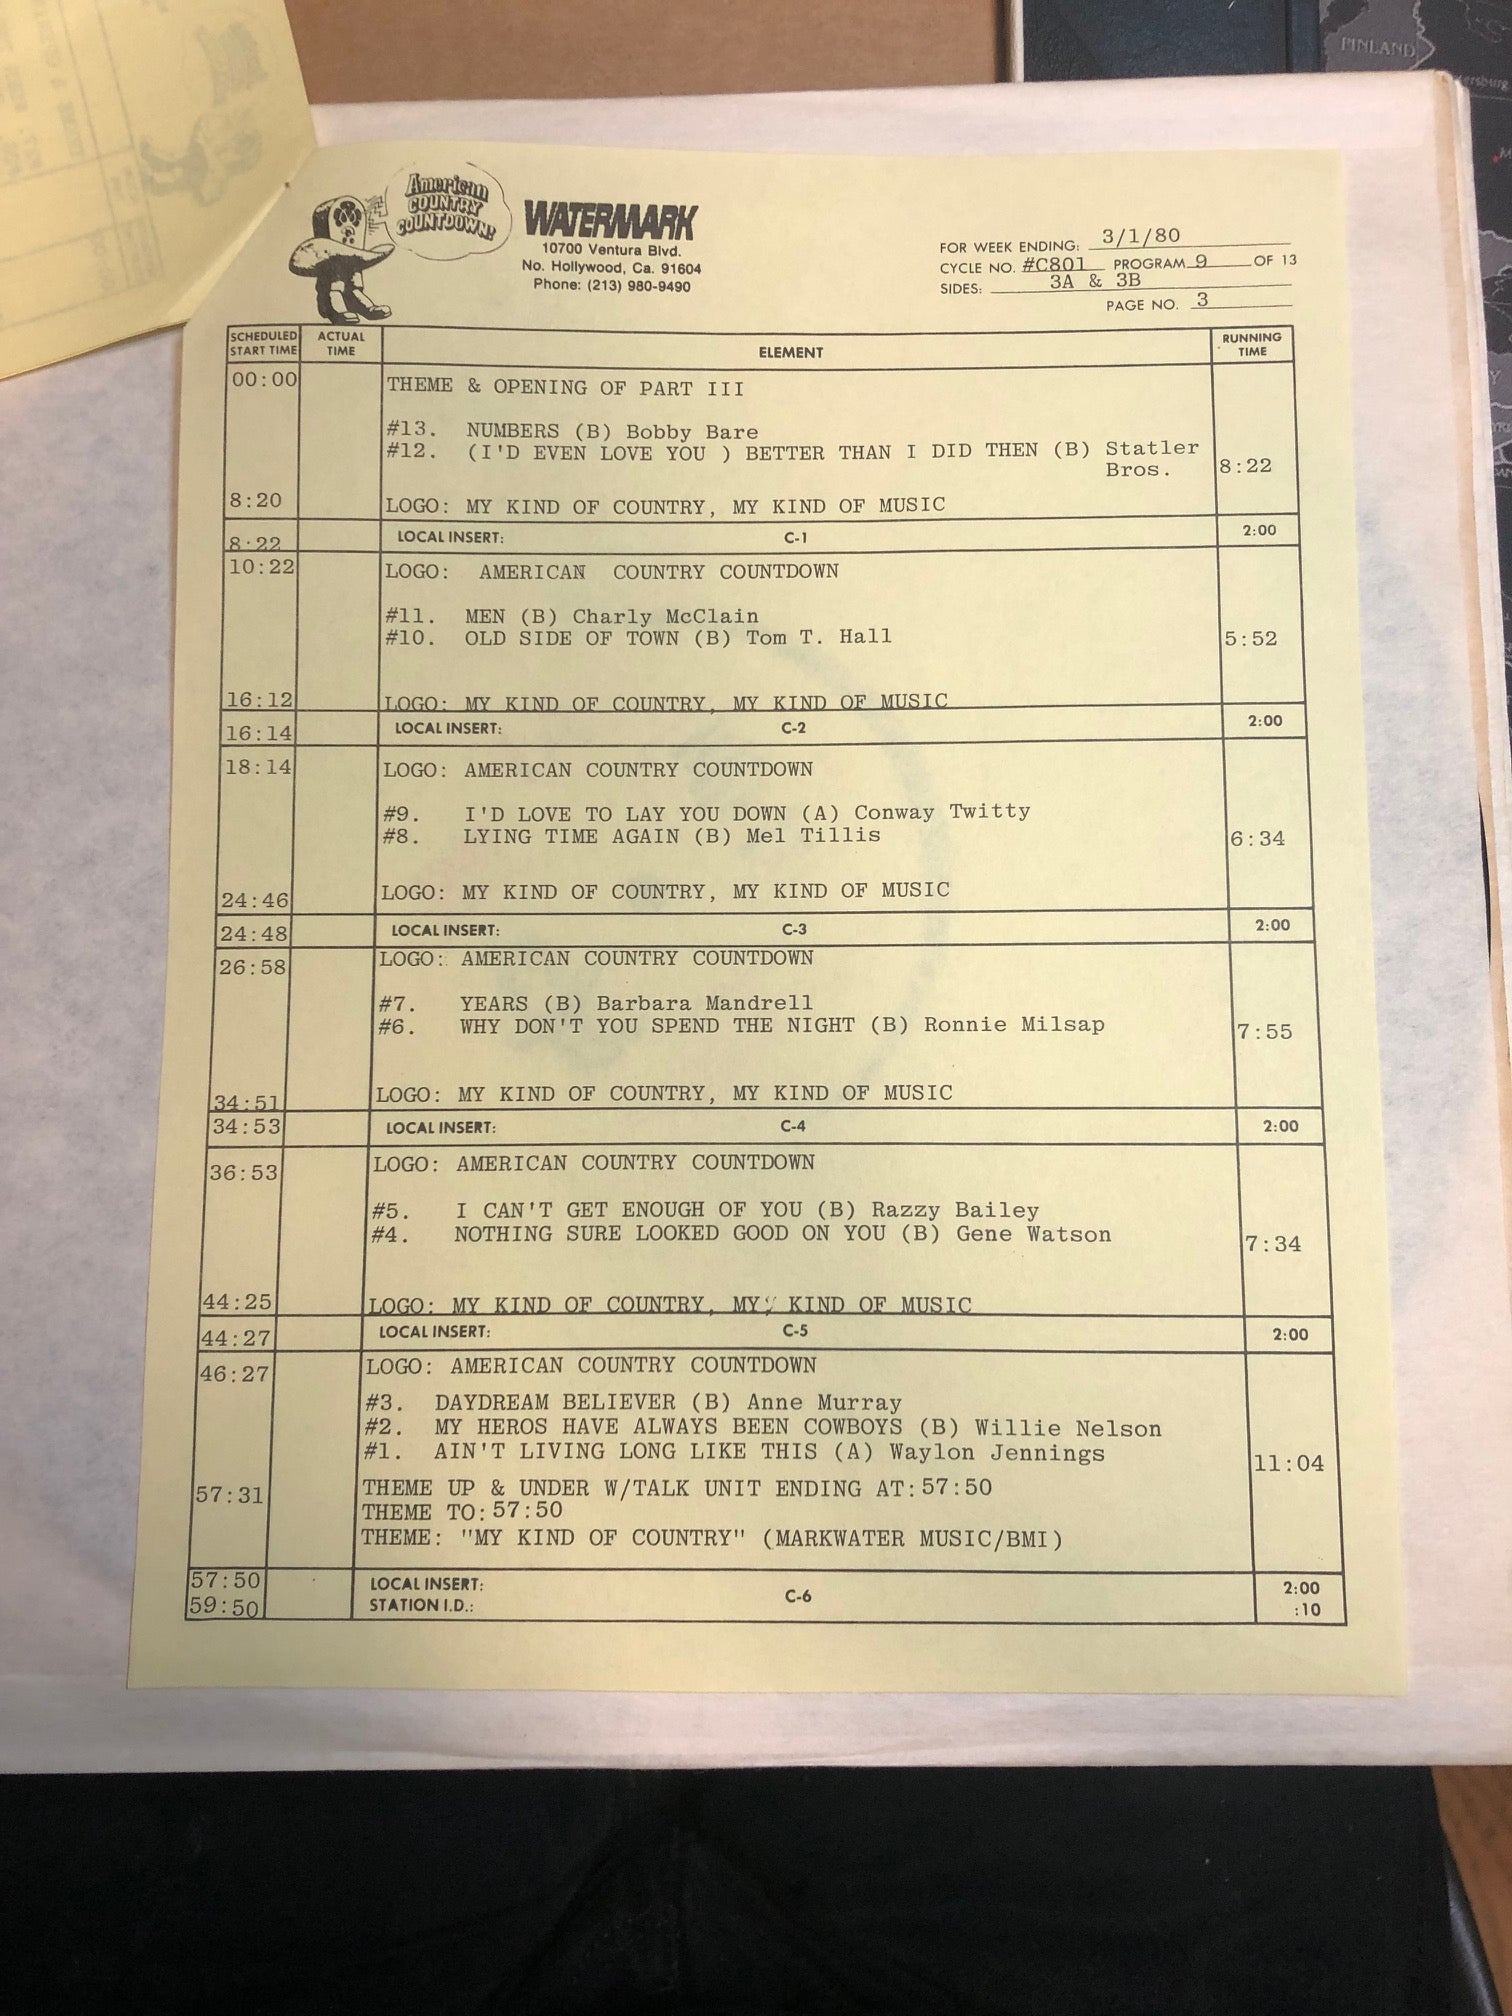 FINLAND
American
COUNTRY
COUNTDOWN!
WATERMARK
10700 Ventura Blvd.
No. Hollywood, Ca. 91604
Phone: (213) 980-9490
FOR WEEK ENDING: 3/1/80
CYCLE NO. #C801 PROGRAM 9 OF 13
SIDES: 3A & 3B
PAGE NO. 3
SCHEDULED START TIME ACTUAL TIME ELEMENT RUNNING TIME
00:00 THEME & OPENING OF PART III
#13. NUMBERS (B) Bobby Bare
#12. (I'D EVEN LOVE YOU ) BETTER THAN I DID THEN (B) Statler
Bros. 8:22
8:20 LOGO: MY KIND OF COUNTRY, MY KIND OF MUSIC
8:22 LOCAL INSERT: C-1 2:00
10:22 LOGO: AMERICAN COUNTRY COUNTDOWN
#11. MEN (B) Charly McClain
#10. OLD SIDE OF TOWN (B) Tom T. Hall 5:52
16:12 LOGO: MY KIND OF COUNTRY, MY KIND OF MUSIC
16:14 LOCAL INSERT: C-2 2:00
18:14 LOGO: AMERICAN COUNTRY COUNTDOWN
#9. I'D LOVE TO LAY YOU DOWN (A) Conway Twitty
#8. LYING TIME AGAIN (B) Mel Tillis 6:34
24:46 LOGO: MY KIND OF COUNTRY, MY KIND OF MUSIC
24:48 LOCAL INSERT: C-3 2:00
26:58 LOGO: AMERICAN COUNTRY COUNTDOWN
#7. YEARS (B) Barbara Mandrell
#6. WHY DON'T YOU SPEND THE NIGHT (B) Ronnie Milsap 7:55
34:51 LOGO: MY KIND OF COUNTRY, MY KIND OF MUSIC
34:53 LOCAL INSERT: C-4 2:00
36:53 LOGO: AMERICAN COUNTRY COUNTDOWN
#5. I CAN'T GET ENOUGH OF YOU (B) Razzy Bailey
#4. NOTHING SURE LOOKED GOOD ON YOU (B) Gene Watson 7:34
44:25 LOGO: MY KIND OF COUNTRY, MY KIND OF MUSIC
44:27 LOCAL INSERT: C-5 2:00
46:27 LOGO: AMERICAN COUNTRY COUNTDOWN
#3. DAYDREAM BELIEVER (B) Anne Murray
#2. MY HEROS HAVE ALWAYS BEEN COWBOYS (B) Willie Nelson
#1. AIN'T LIVING LONG LIKE THIS (A) Waylon Jennings 11:04
57:31 THEME UP & UNDER W/TALK UNIT ENDING AT: 57:50
THEME TO: 57:50
THEME: "MY KIND OF COUNTRY" (MARKWATER MUSIC/BMI)
57:50 LOCAL INSERT: C-6 2:00
59:50 STATION I.D.: :10